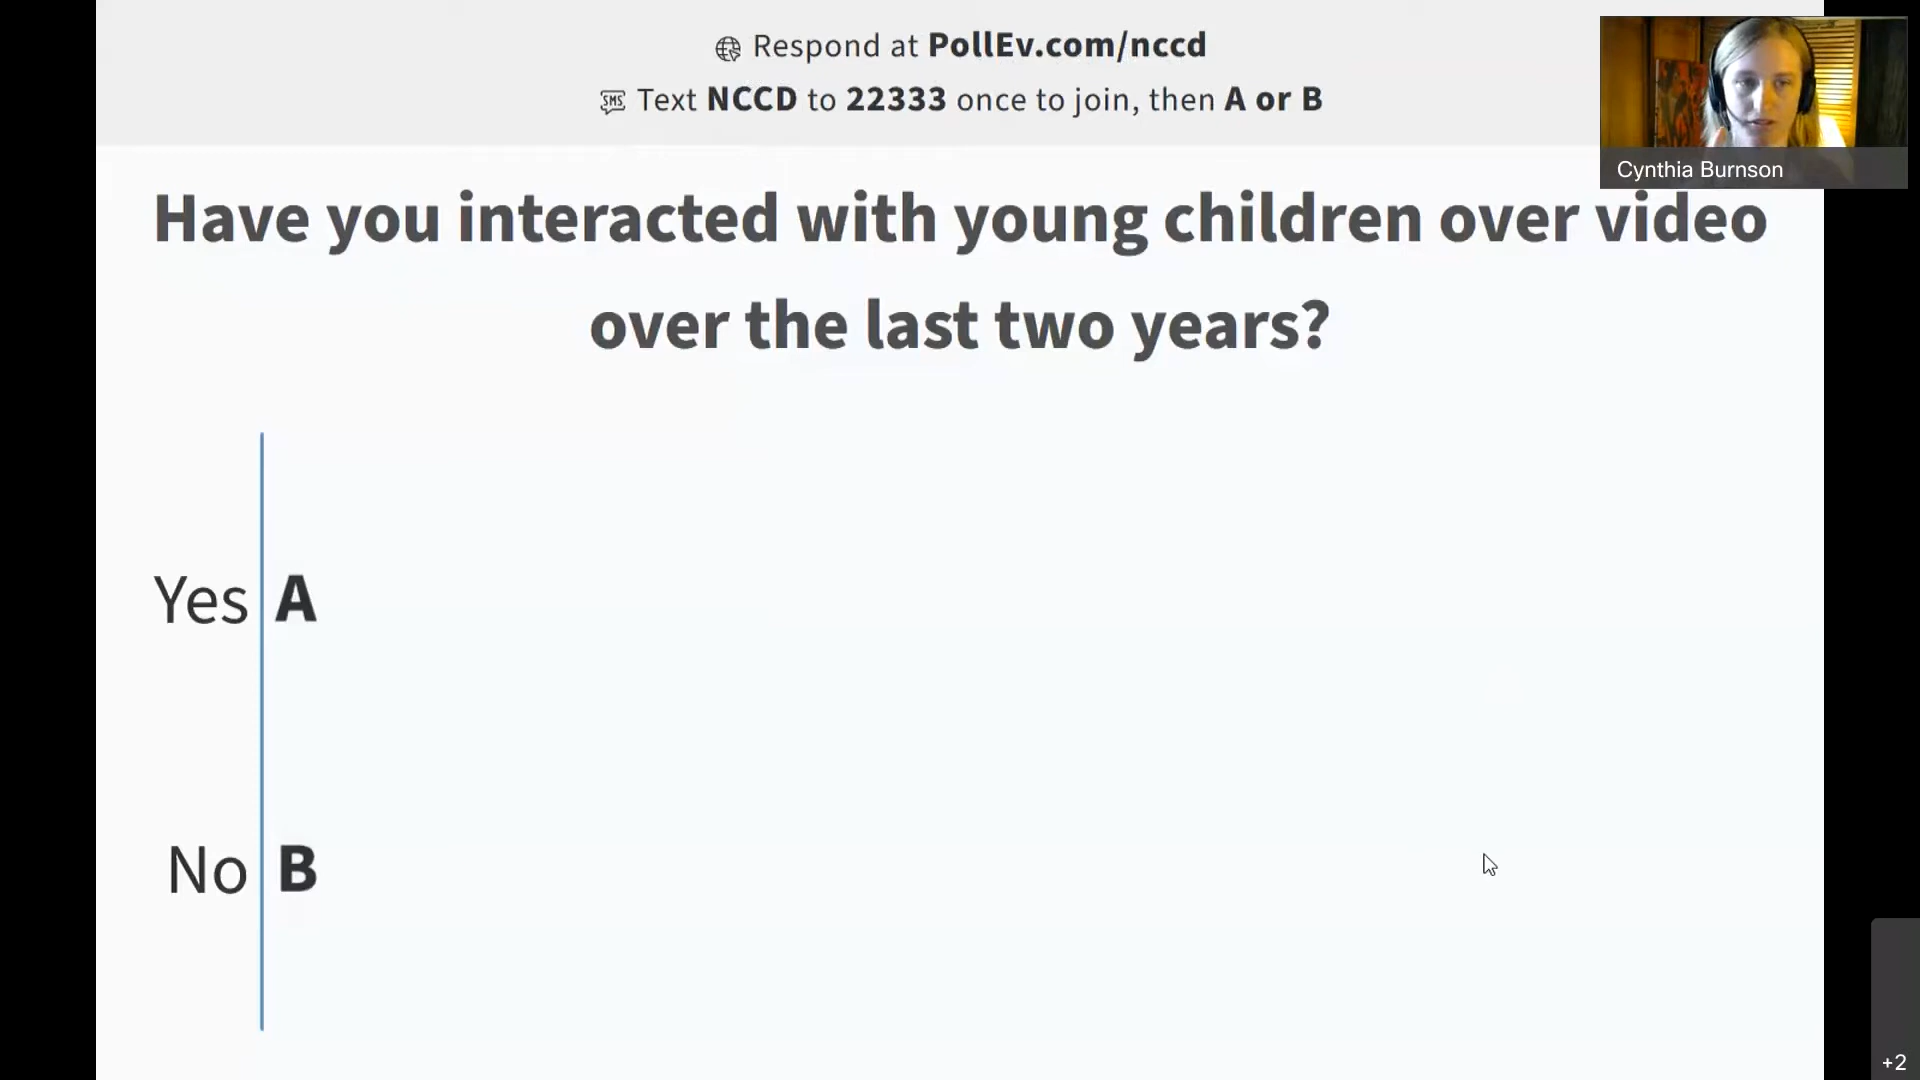 Respond at PollEv.com/nccd
SMS Text NCCD to 22333 once to join, then A or B
Cynthia Burnson
Have you interacted with young children over video
over the last two years?
Yes A
No B
+2